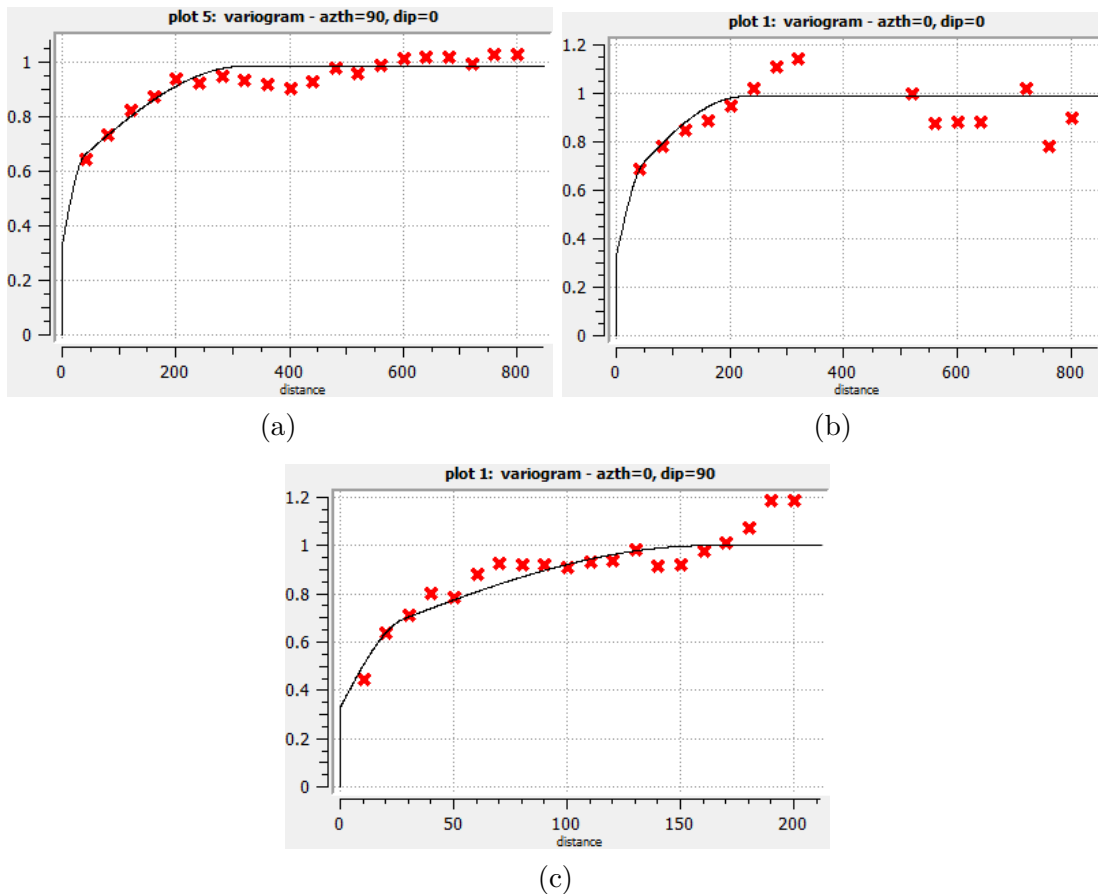 plot 5: variogram - azth=90, dip=0
1
0.8
0.6
0.4
0.2
0
0 200 400 600 800
distance
(a)
plot 1: variogram - azth=0, dip=0
1.2
1
0.8
0.6
0.4
0.2
0
0 200 400 600 800
distance
(b)
plot 1: variogram - azth=0, dip=90
1.2
1
0.8
0.6
0.4
0.2
0
0 50 100 150 200
distance
(c)